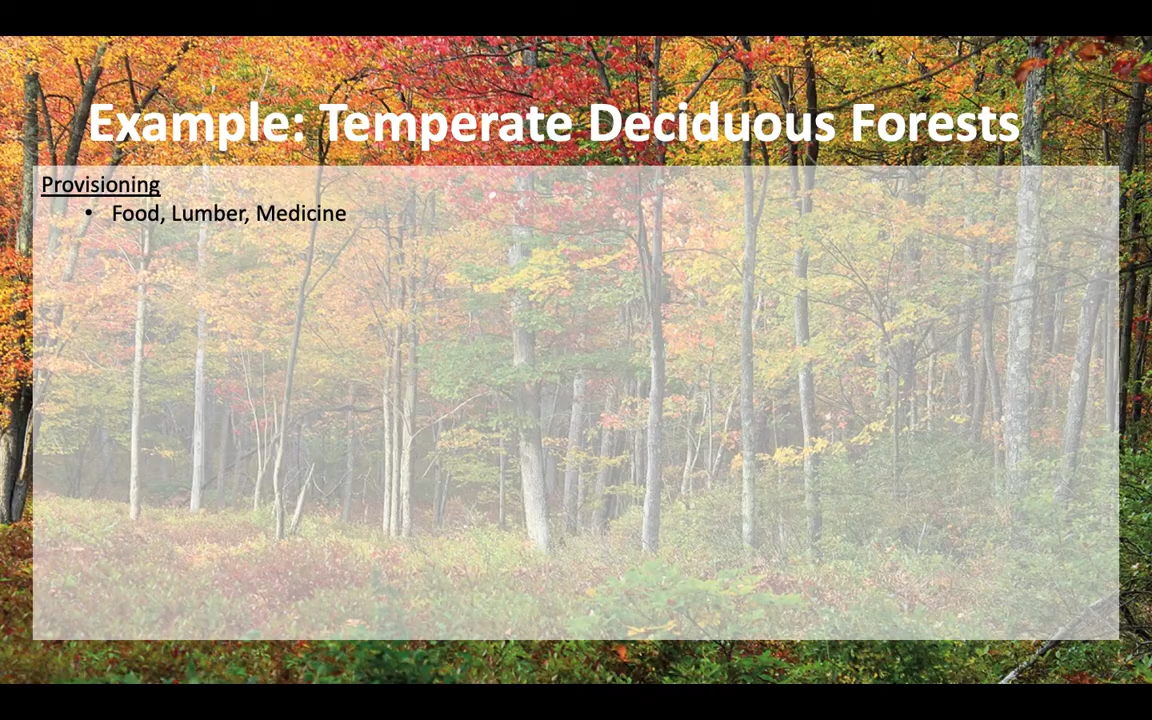 Example: Temperate Deciduous Forests
Provisioning
• Food, Lumber, Medicine